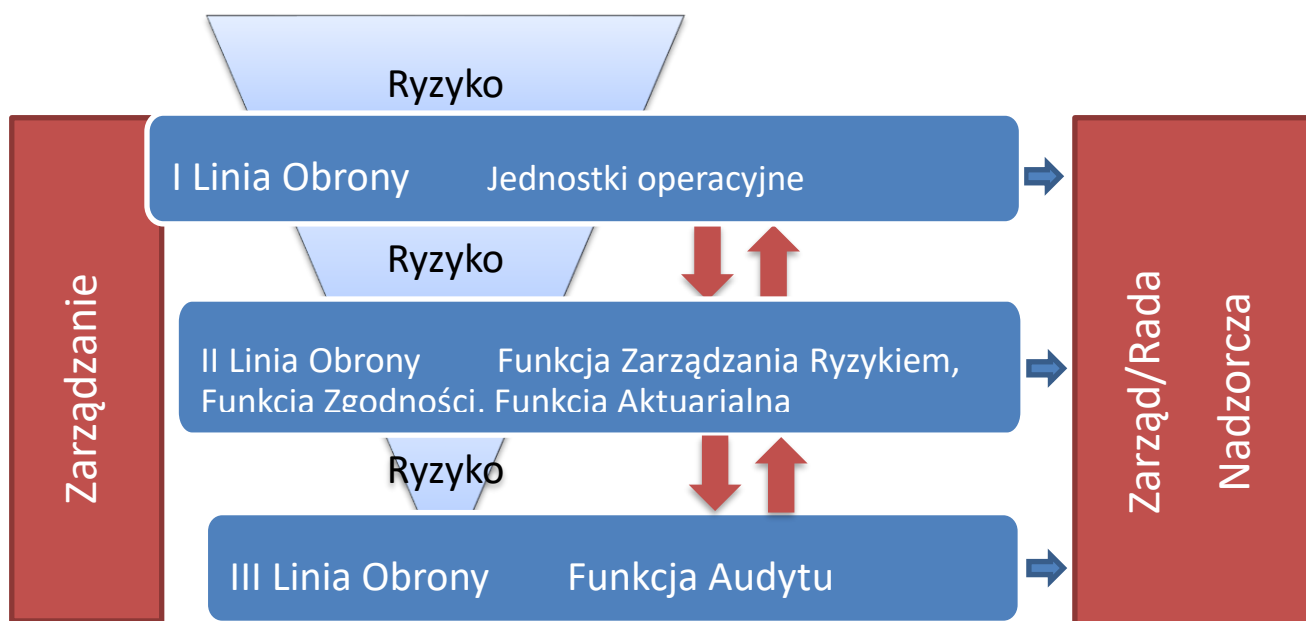 Ryzyko
Zarządzanie
I Linia Obrony Jednostki operacyjne
Ryzyko
II Linia Obrony Funkcja Zarządzania Ryzykiem,
Funkcja Zgodności, Funkcja Aktuarialna
Ryzyko
III Linia Obrony Funkcja Audytu
Zarząd/Rada
Nadzorcza